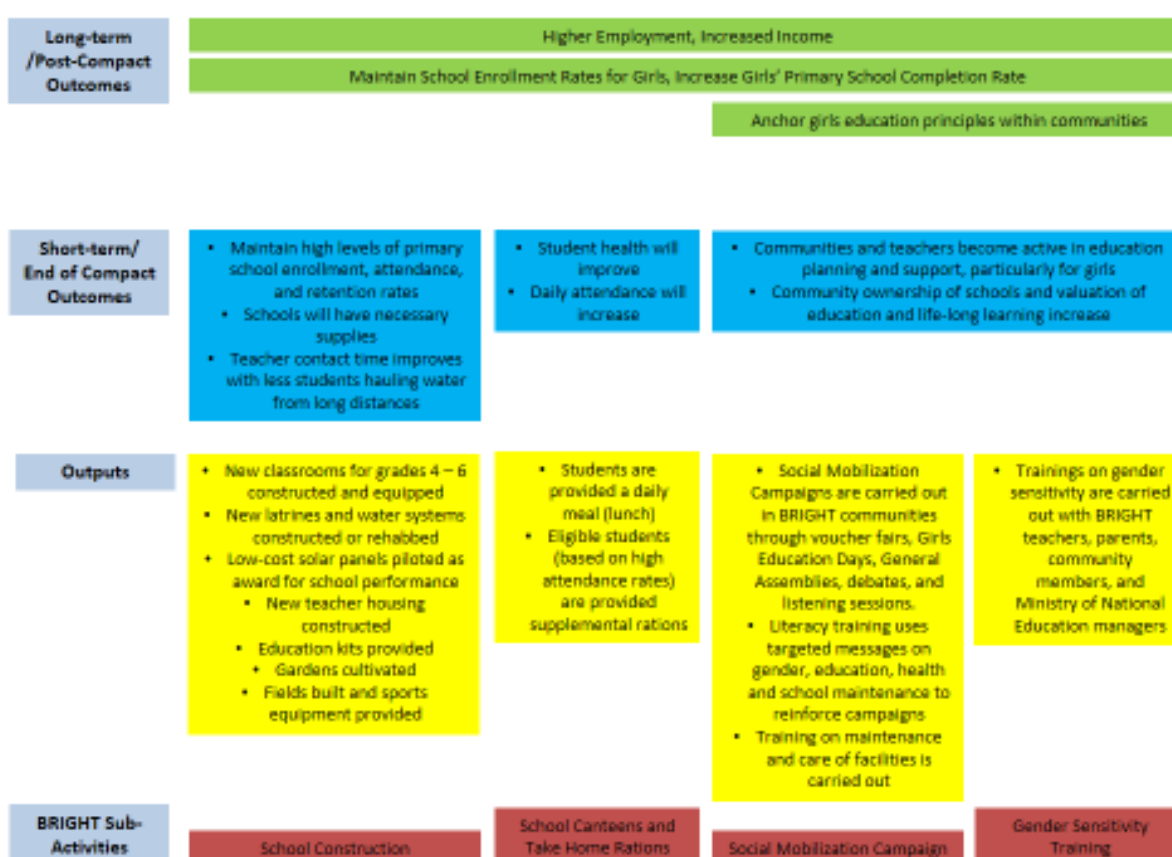 Long-term
/Post-Compact
Outcomes
Higher Employment, Increased Income
Maintain School Enrollment Rates for Girls, Increase Girls' Primary School Completion Rate
Anchor girls education principles within communities
Short-term/
End of Compact
Outcomes
• Maintain high levels of primary
school enrollment, attendance,
and retention rates
• Schools will have necessary
supplies
• Teacher contact time improves
with less students hauling water
from long distances
• Student health will
improve
• Daily attendance will
increase
• Communities and teachers become active in education
planning and support, particularly for girls
• Community ownership of schools and valuation of
education and life-long learning increase
Outputs
• New classrooms for grades 4 – 6
constructed and equipped
• New latrines and water systems
constructed or rehabbed
• Low-cost solar panels piloted as
award for school performance
• New teacher housing
constructed
• Education kits provided
• Gardens cultivated
• Fields built and sports
equipment provided
• Students are
provided a daily
meal (lunch)
• Eligible students
(based on high
attendance rates)
are provided
supplemental rations
• Social Mobilization
Campaigns are carried out
in BRIGHT communities
through voucher fairs, Girls
Education Days, General
Assemblies, debates, and
listening sessions.
• Literacy training uses
targeted messages on
gender, education, health
and school maintenance to
reinforce campaigns
• Training on maintenance
and care of facilities is
carried out
• Trainings on gender
sensitivity are carried
out with BRIGHT
teachers, parents,
community
members, and
Ministry of National
Education managers
BRIGHT Sub-
Activities
School Construction
School Canteens and
Take Home Rations
Social Mobilization Campaign
Gender Sensitivity
Training